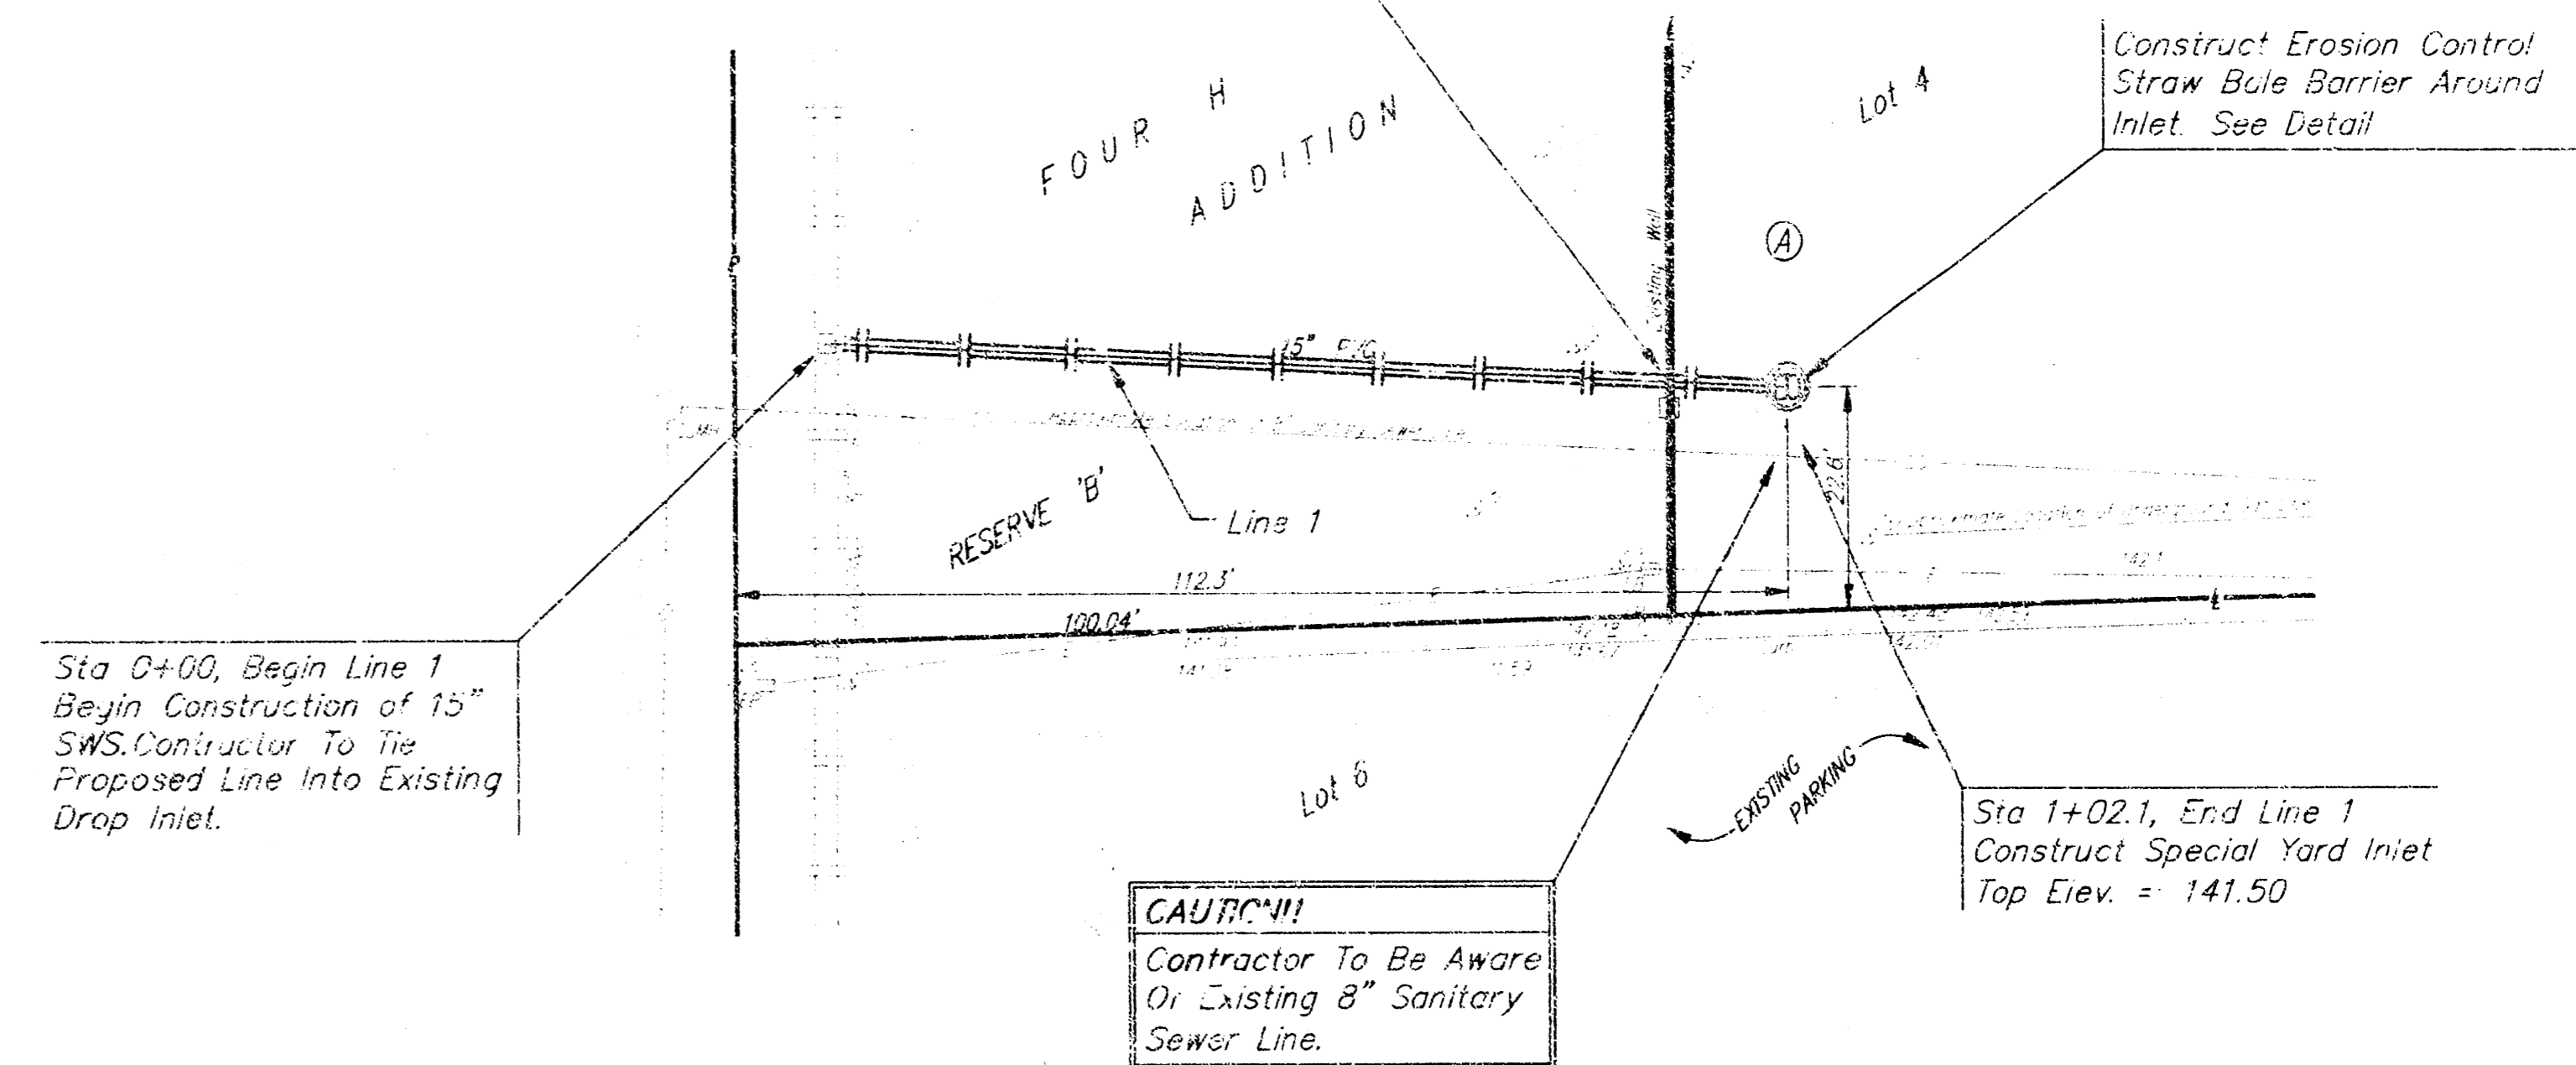 Construct Erosion Control
Straw Bale Barrier Around
Inlet. See Detail
Lot 4
FOUR H
ADDITION
Existing Wall
A
15" PVC
22.6'
RESERVE 'B'
Line 1
112.3'
142.1
100.04'
Sta 0+00, Begin Line 1
Begin Construction of 15"
SWS. Contractor To Tie
Proposed Line Into Existing
Drop Inlet.
Lot 6
EXISTING
PARKING
Sta 1+02.1, End Line 1
Construct Special Yard Inlet
Top Elev. = 141.50
CAUTION!!
Contractor To Be Aware
Of Existing 8" Sanitary
Sewer Line.